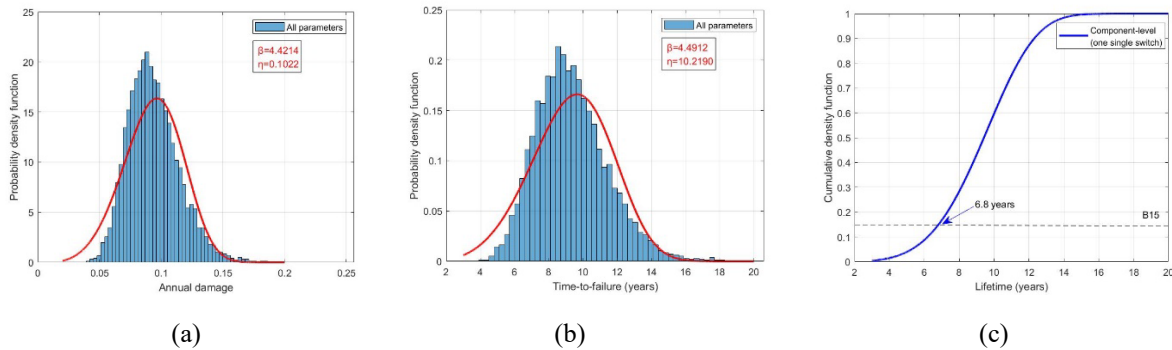 25
20
15
10
5
0
Probability density function
0
0.05
0.1
0.15
0.2
0.25
Annual damage
All parameters
β=4.4214
η=0.1022
(a)
0.25
0.2
0.15
0.1
0.05
0
Probability density function
2
4
6
8
10
12
14
16
18
20
Time-to-failure (years)
All parameters
β=4.4912
η=10.2190
(b)
1
0.9
0.8
0.7
0.6
0.5
0.4
0.3
0.2
0.1
0
Cumulative density function
2
4
6
8
10
12
14
16
18
20
Lifetime (years)
Component-level
(one single switch)
6.8 years
B15
(c)